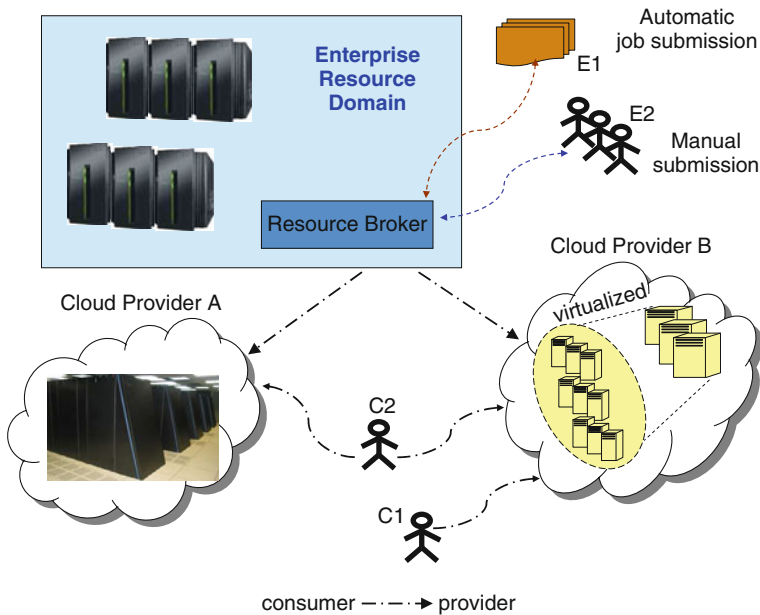 Automatic
job submission
E1
Enterprise
Resource
Domain
E2
Manual
submission
Resource Broker
Cloud Provider A
Cloud Provider B
virtualized
C2
C1
consumer
provider